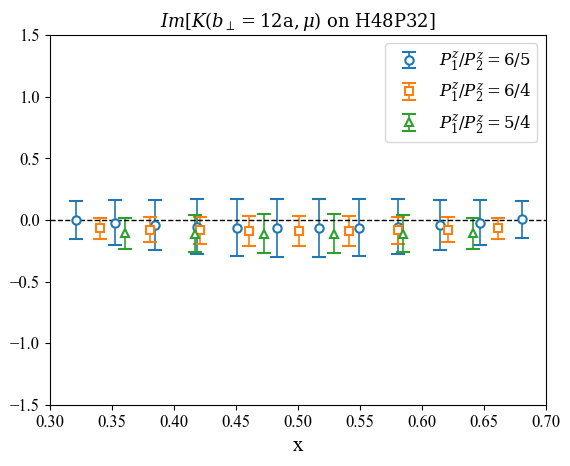 Im[K(b⊥ = 12a, μ) on H48P32]
P₁ᶻ/P₂ᶻ = 6/5
P₁ᶻ/P₂ᶻ = 6/4
P₁ᶻ/P₂ᶻ = 5/4
1.5
1.0
0.5
0.0
−0.5
−1.0
−1.5
0.30 0.35 0.40 0.45 0.50 0.55 0.60 0.65 0.70
x